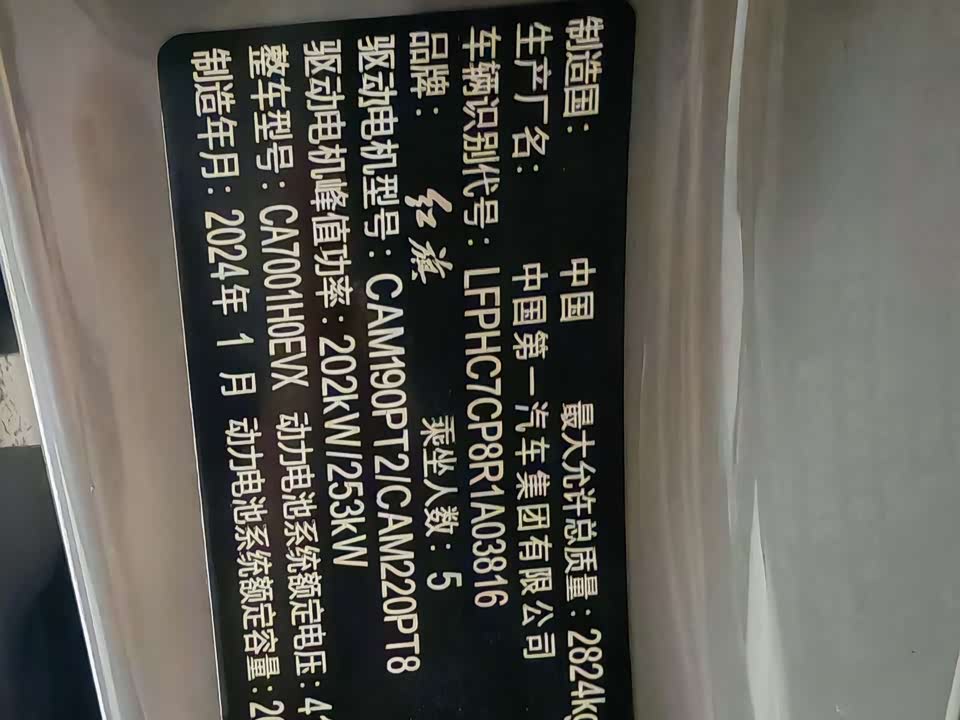 制造国: 中国 最大允许总质量: 2824kg
生产厂名: 中国第一汽车集团有限公司
车辆识别代号: LFPHC7CP8R1A03816
品牌: 红旗 乘坐人数: 5
驱动电机型号: CAM190PT2/CAM220PT8
驱动电机峰值功率: 202kW/253kW
整车型号: CA7001H0EVX 动力电池系统额定电压: 4
制造年月: 2024年 1 月 动力电池系统额定容量: 2